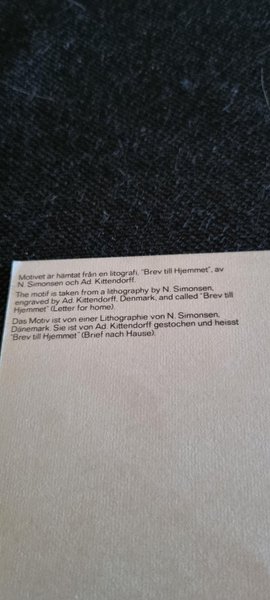 Motivet är hämtat från en litografi, "Brev till Hjemmet", av
N. Simonsen och Ad. Kittendorff.
The motif is taken from a lithography by N. Simonsen,
engraved by Ad. Kittendorff, Denmark, and called "Brev till
Hjemmet" (Letter for home).
Das Motiv ist von einer Lithographie von N. Simonsen,
Dänemark. Sie ist von Ad. Kittendorff gestochen und heisst
"Brev till Hjemmet" (Brief nach Hause).